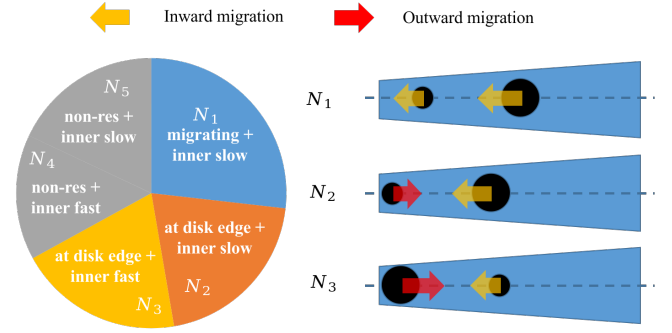 Inward migration
Outward migration
N₅
non-res +
inner slow
N₁
migrating +
inner slow
N₄
non-res +
inner fast
at disk edge +
inner fast
N₃
at disk edge +
inner slow
N₂
N₁
N₂
N₃